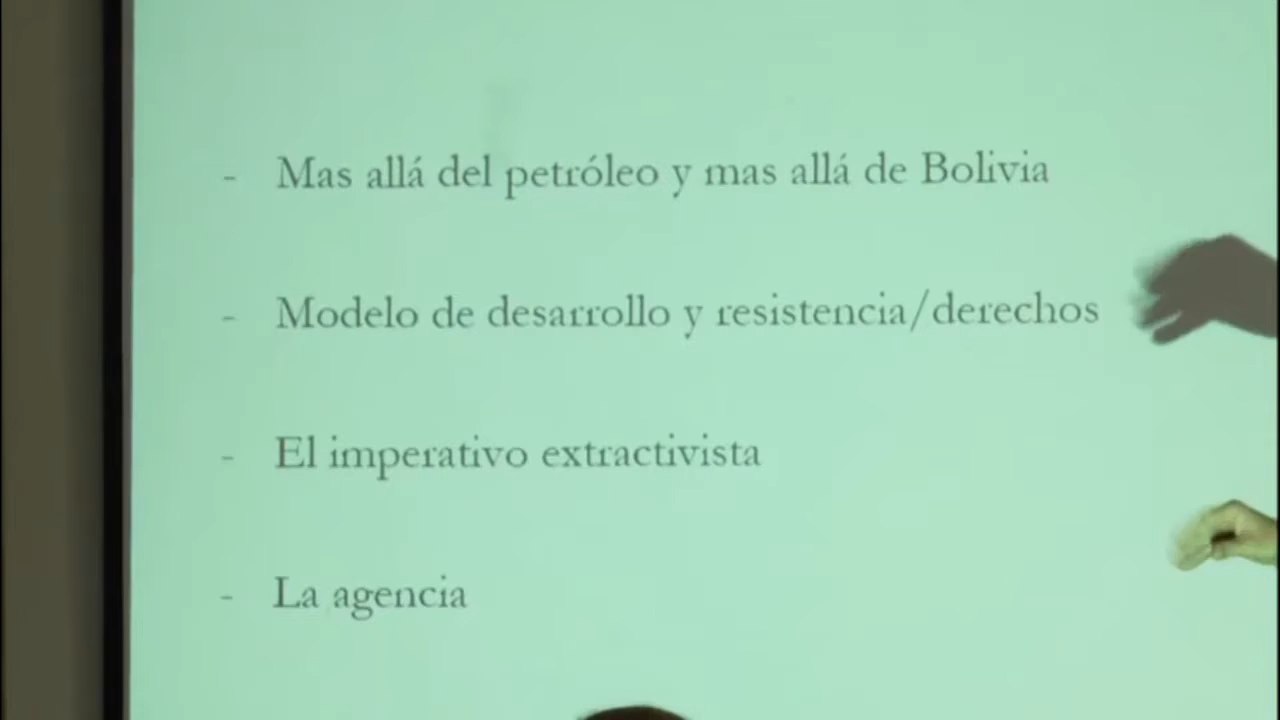 - Mas allá del petróleo y mas allá de Bolivia
- Modelo de desarrollo y resistencia/derechos
- El imperativo extractivista
- La agencia